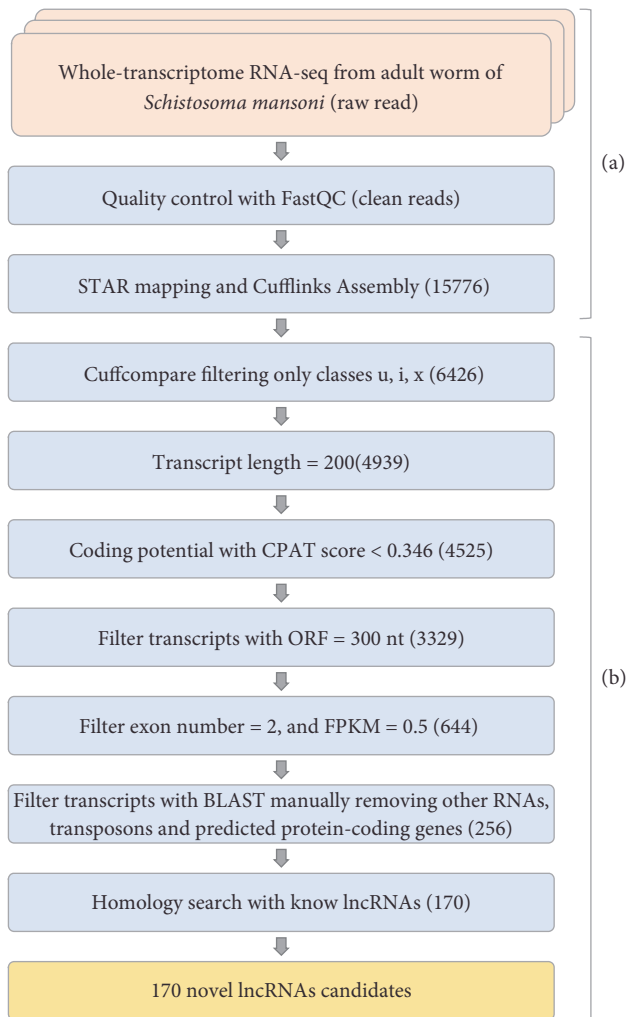 Whole-transcriptome RNA-seq from adult worm of
Schistosoma mansoni (raw read)
Quality control with FastQC (clean reads)
STAR mapping and Cufflinks Assembly (15776)
(a)
Cuffcompare filtering only classes u, i, x (6426)
Transcript length = 200(4939)
Coding potential with CPAT score < 0.346 (4525)
Filter transcripts with ORF = 300 nt (3329)
Filter exon number = 2, and FPKM = 0.5 (644)
Filter transcripts with BLAST manually removing other RNAs,
transposons and predicted protein-coding genes (256)
Homology search with know lncRNAs (170)
170 novel lncRNAs candidates
(b)